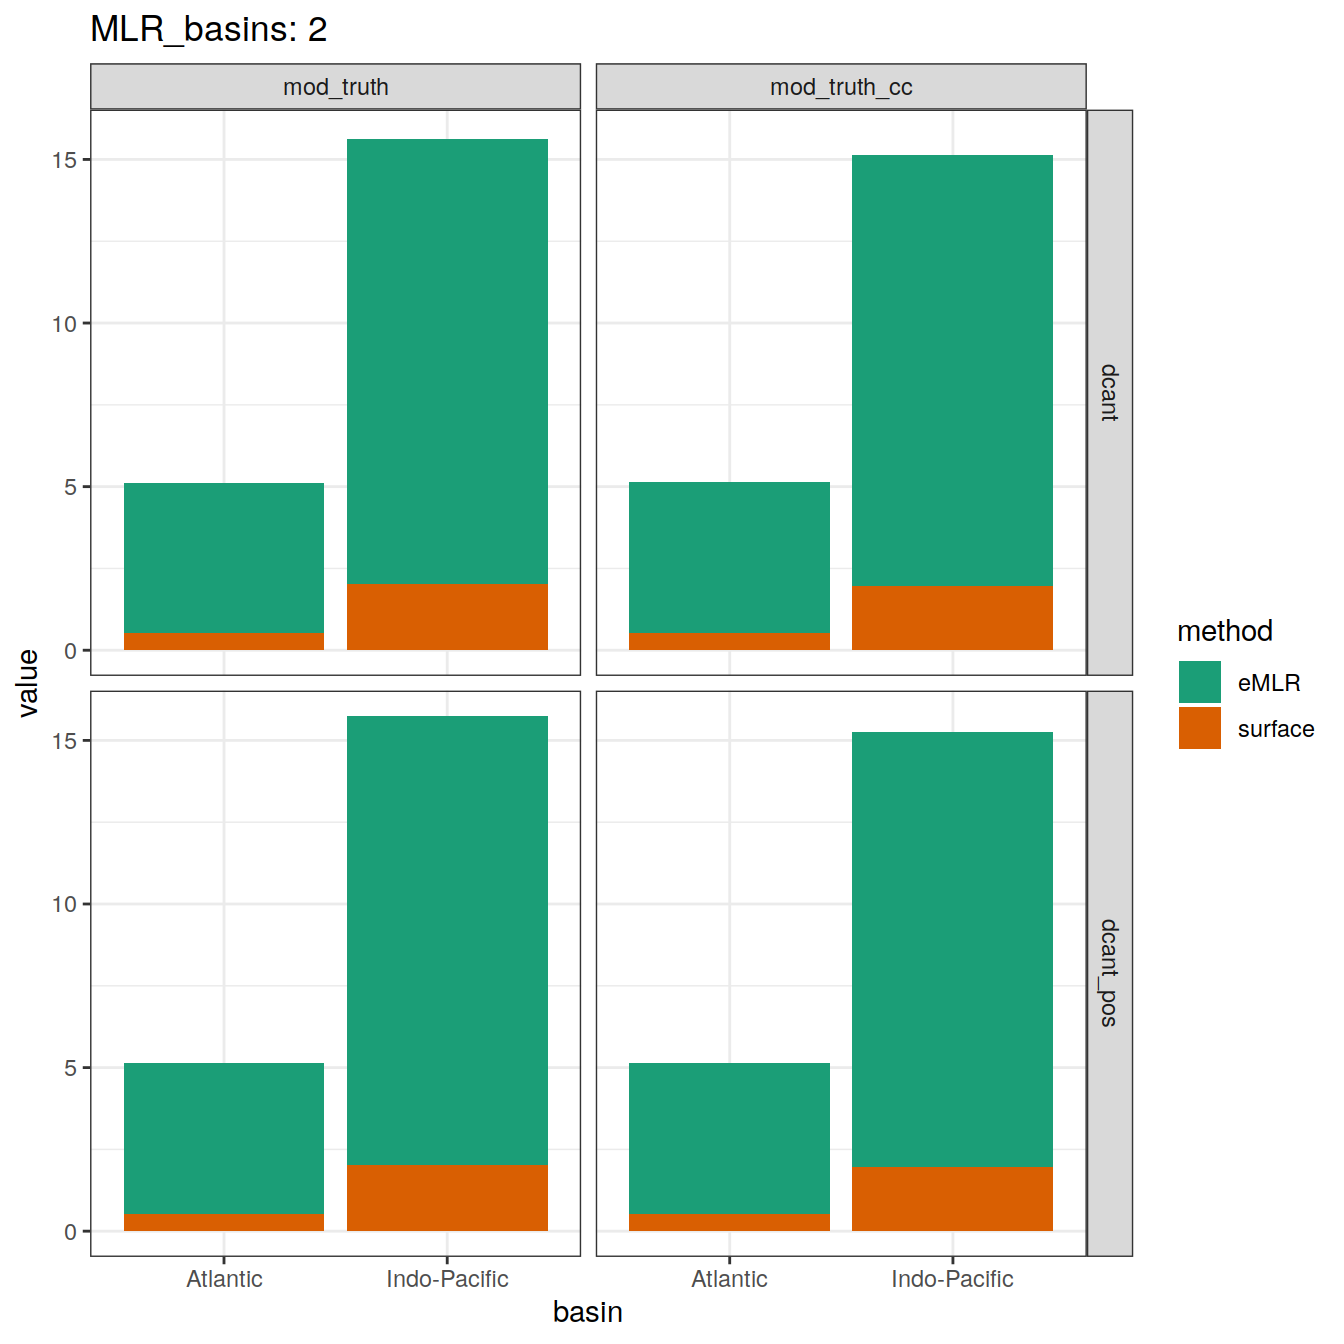 MLR_basins: 2
mod_truth
mod_truth_cc
15
10
5
0
dcant
15
10
5
0
dcant_pos
value
Atlantic
Indo-Pacific
Atlantic
Indo-Pacific
basin
method
eMLR
surface